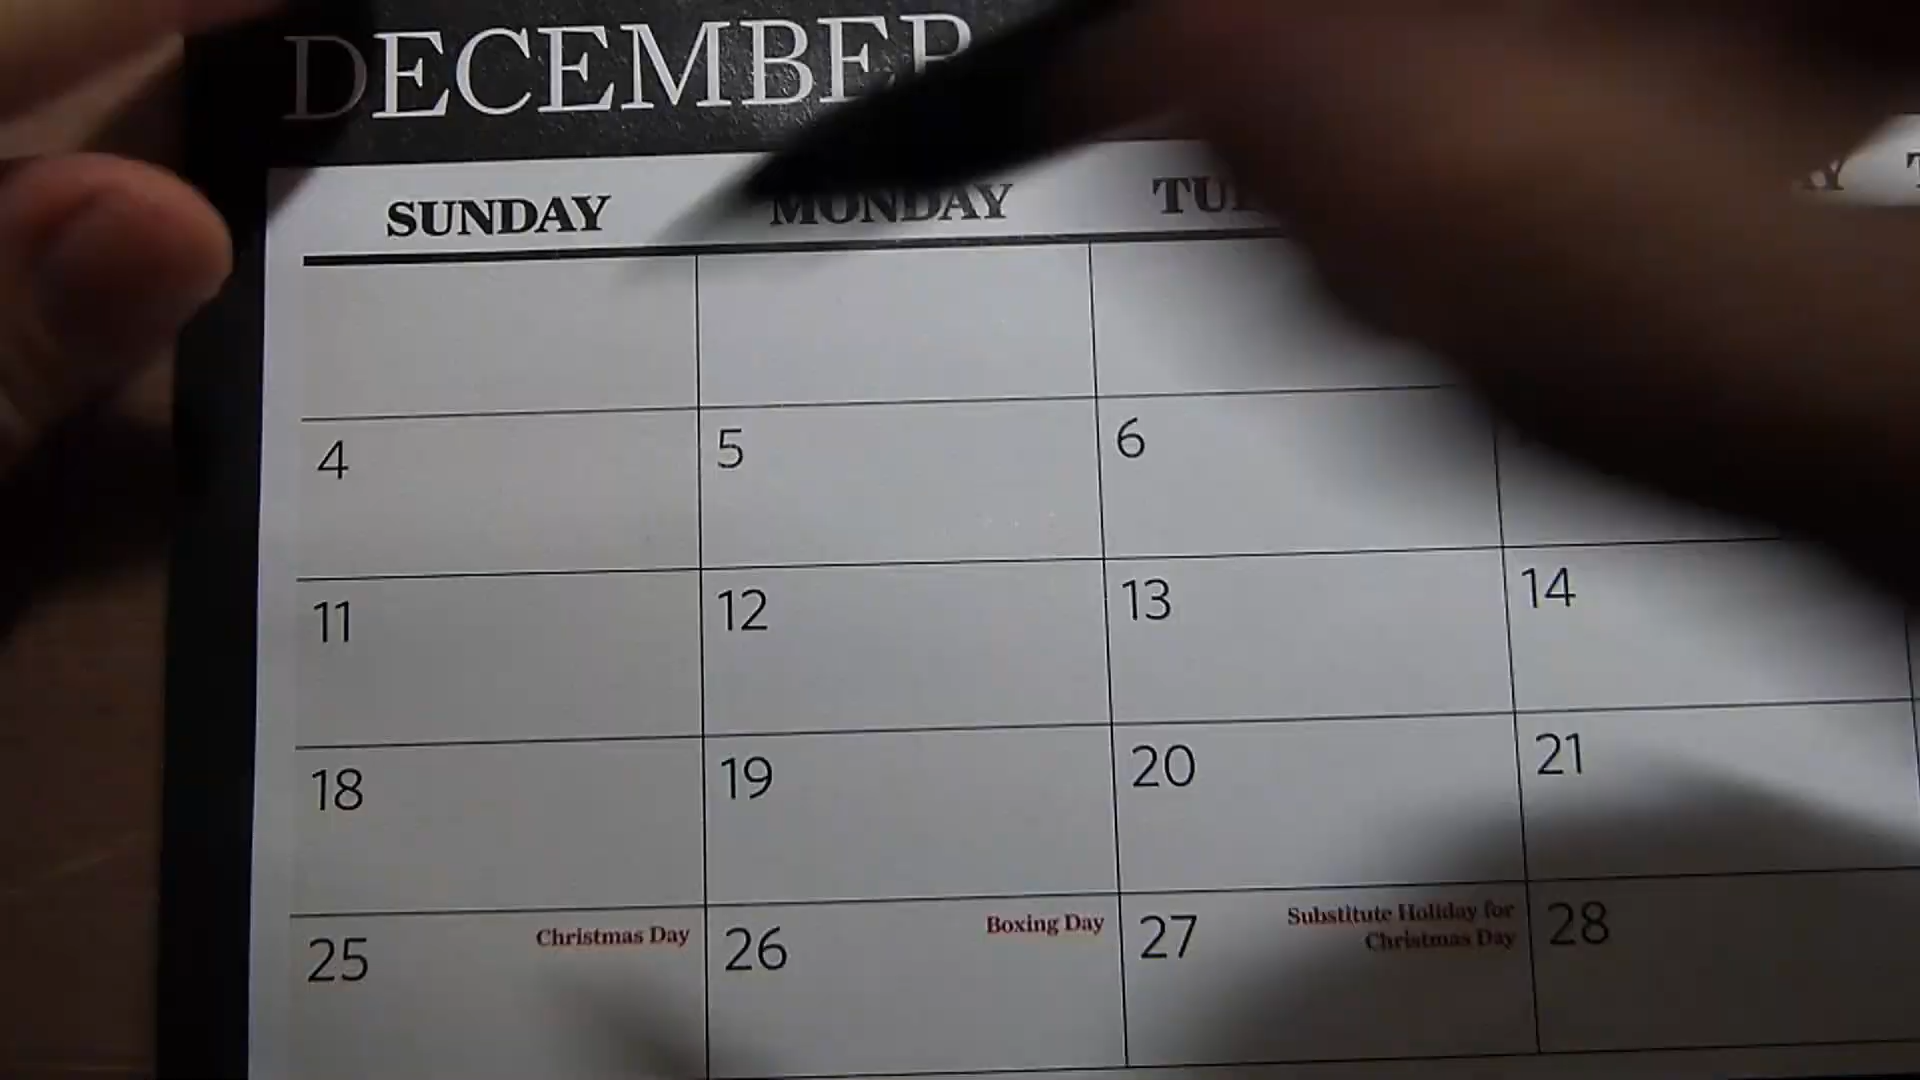 DECEMBER
SUNDAY MONDAY
4 5 6
11 12 13 14
18 19 20 21
25 Christmas Day 26 Boxing Day 27 Substitute Holiday for
Christmas Day 28